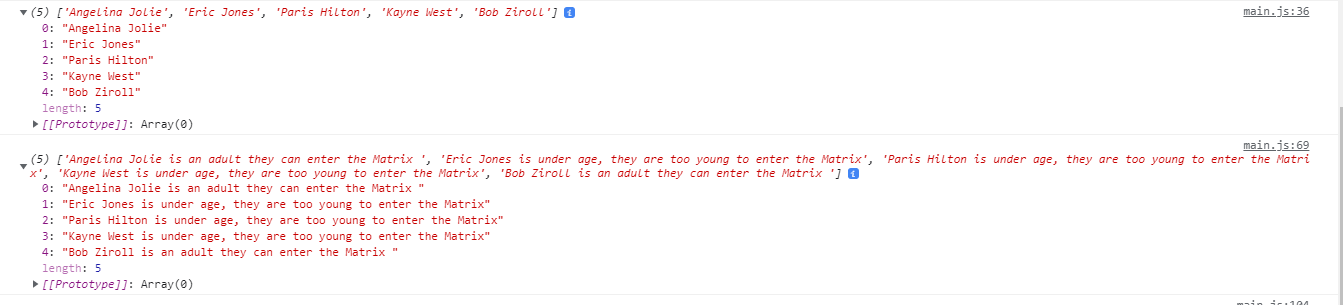 (5) ['Angelina Jolie', 'Eric Jones', 'Paris Hilton', 'Kayne West', 'Bob Ziroll'] i main.js:36
0: "Angelina Jolie"
1: "Eric Jones"
2: "Paris Hilton"
3: "Kayne West"
4: "Bob Ziroll"
length: 5
[[Prototype]]: Array(0)
main.js:69
(5) ['Angelina Jolie is an adult they can enter the Matrix ', 'Eric Jones is under age, they are too young to enter the Matrix', 'Paris Hilton is under age, they are too young to enter the Matri
x', 'Kayne West is under age, they are too young to enter the Matrix', 'Bob Ziroll is an adult they can enter the Matrix '] i
0: "Angelina Jolie is an adult they can enter the Matrix "
1: "Eric Jones is under age, they are too young to enter the Matrix"
2: "Paris Hilton is under age, they are too young to enter the Matrix"
3: "Kayne West is under age, they are too young to enter the Matrix"
4: "Bob Ziroll is an adult they can enter the Matrix "
length: 5
[[Prototype]]: Array(0)
main.js:104